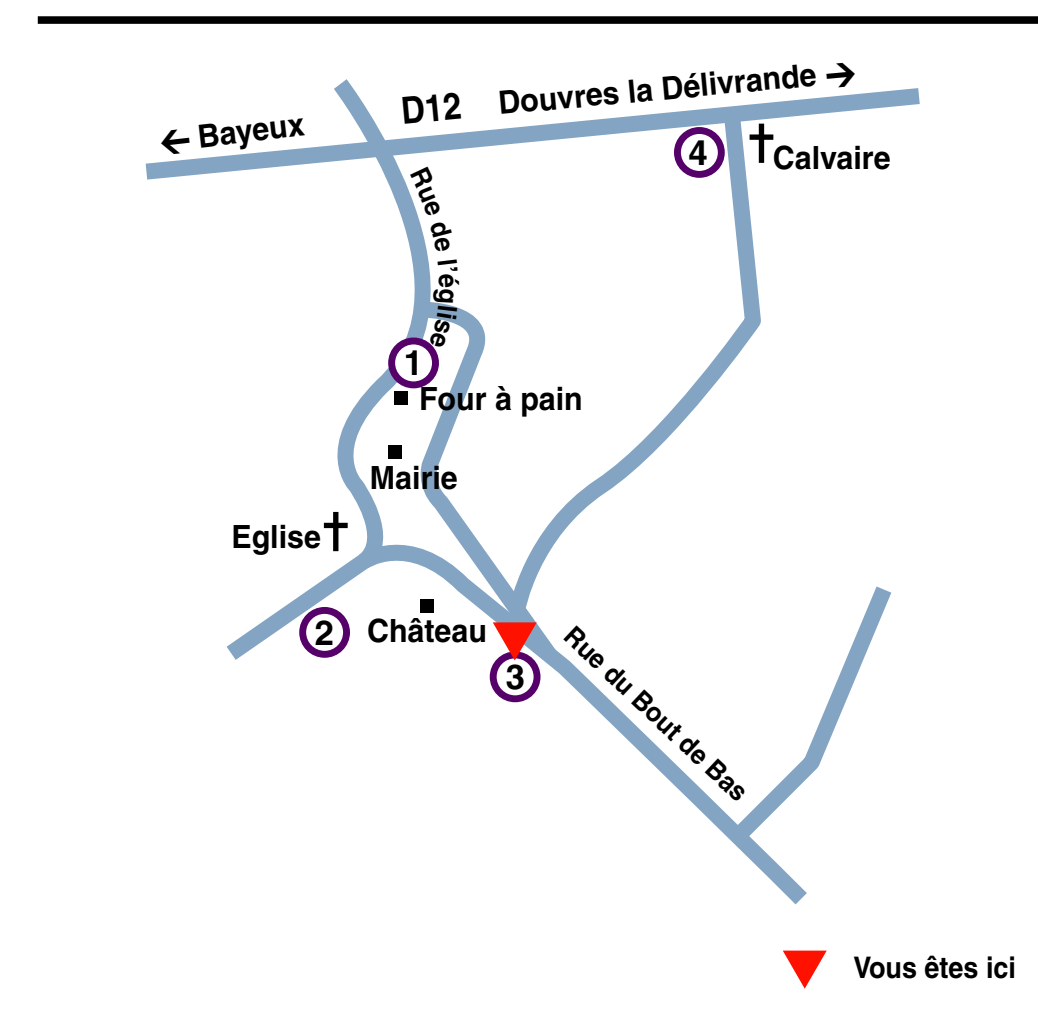 ← Bayeux
D12
Douvres la Délivrande →
4
Calvaire
Rue de l'église
1
Four à pain
Mairie
Eglise
2
Château
3
Rue du Bout de Bas
Vous êtes ici